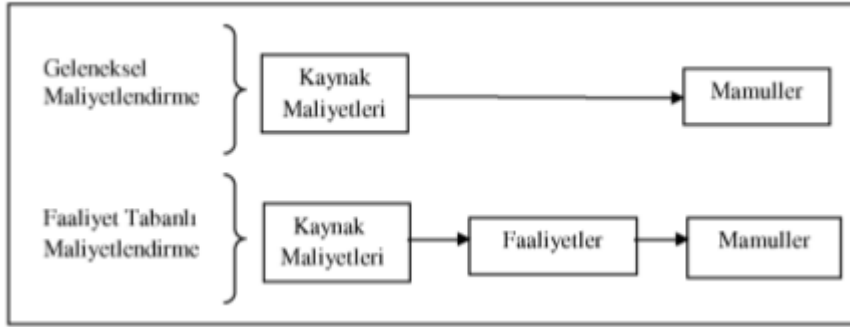 Geleneksel
Maliyetlendirme
Kaynak
Maliyetleri
Mamuller
Faaliyet Tabanlı
Maliyetlendirme
Kaynak
Maliyetleri
Faaliyetler
Mamuller